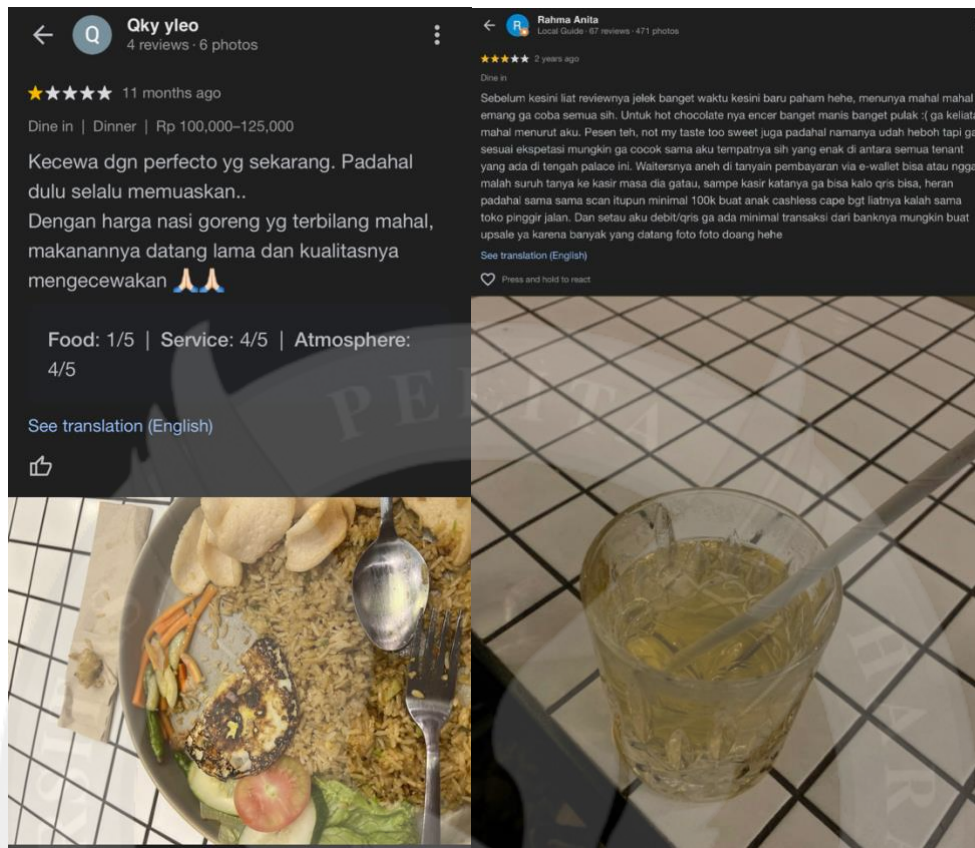 Q
Qky yleo
4 reviews · 6 photos
11 months ago
Dine in | Dinner | Rp 100,000–125,000
Kecewa dgn perfecto yg sekarang. Padahal
dulu selalu memuaskan..
Dengan harga nasi goreng yg terbilang mahal,
makanannya datang lama dan kualitasnya
mengecewakan 🙏🏻🙏🏻
Food: 1/5 | Service: 4/5 | Atmosphere:
4/5
See translation (English)
R
Rahma Anita
Local Guide · 67 reviews · 471 photos
2 years ago
Dine in
Sebelum kesini liat reviewnya jelek banget waktu kesini baru paham hehe, menunya mahal mahal
emang ga coba semua sih. Untuk hot chocolate nya encer banget manis banget pulak :( ga keliata
mahal menurut aku. Pesen teh, not my taste too sweet juga padahal namanya udah heboh tapi ga
sesuai ekspetasi mungkin ga cocok sama aku tempatnya sih yang enak di antara semua tenant
yang ada di tengah palace ini. Waitersnya aneh di tanyain pembayaran via e-wallet bisa atau ngga
malah suruh tanya ke kasir masa dia gatau, sampe kasir katanya ga bisa kalo qris bisa, heran
padahal sama sama scan itupun minimal 100k buat anak cashless cape bgt liatnya kalah sama
toko pinggir jalan. Dan setau aku debit/qris ga ada minimal transaksi dari banknya mungkin buat
upsale ya karena banyak yang datang foto foto doang hehe
See translation (English)
Press and hold to react
PELITA
HAR